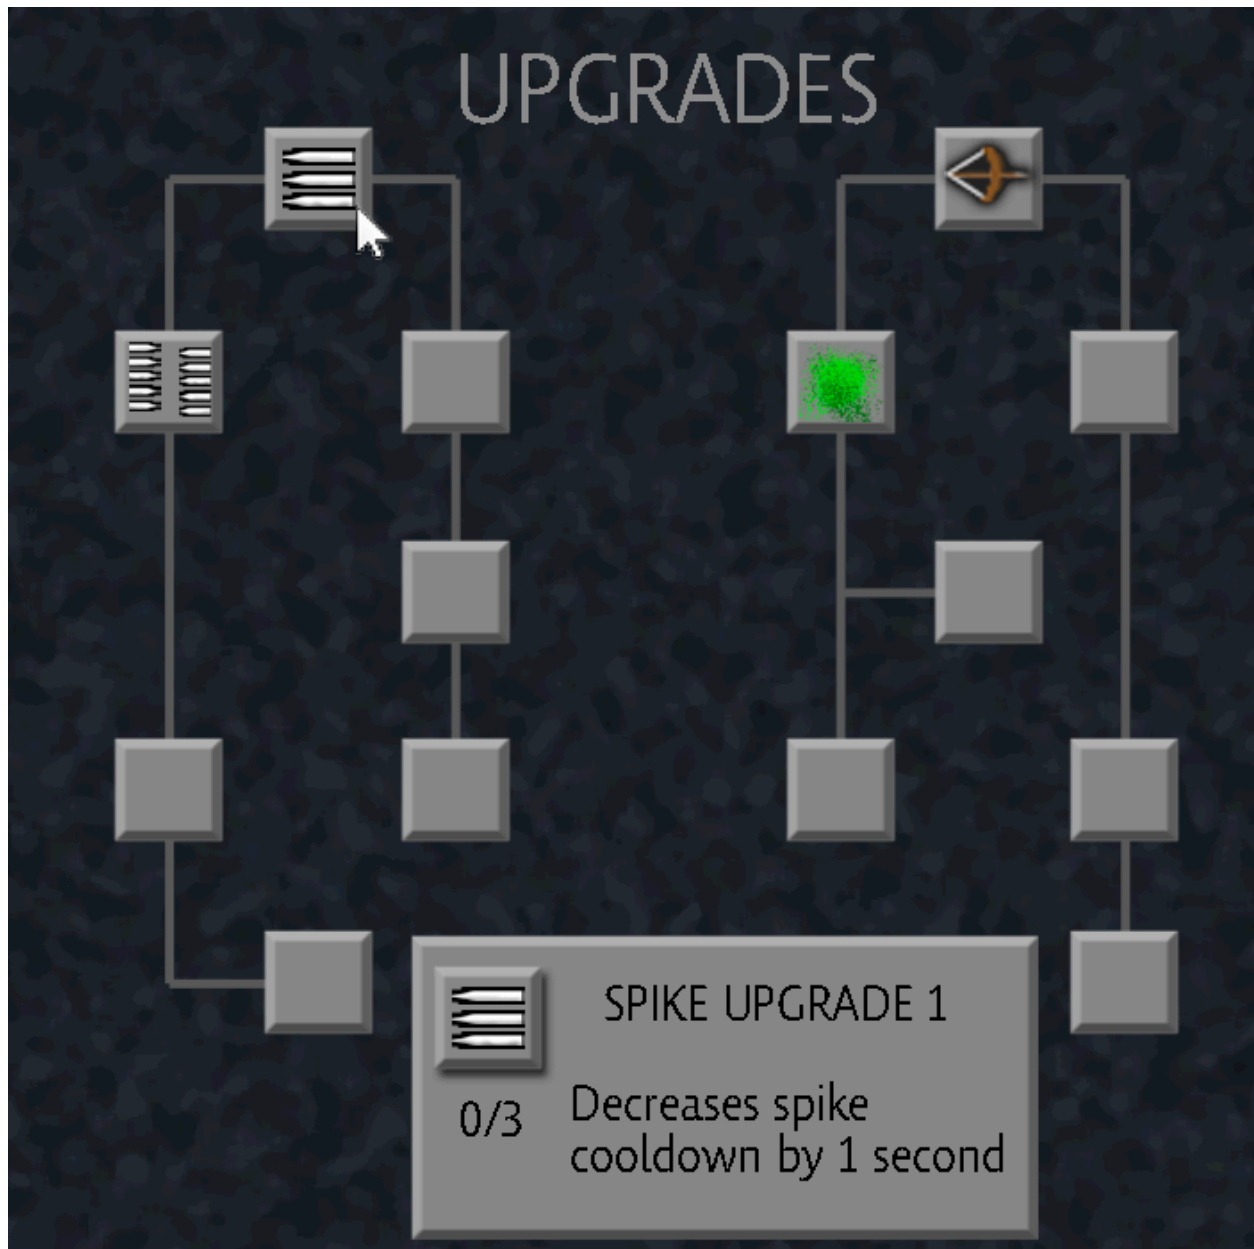 UPGRADES
SPIKE UPGRADE 1
0/3
Decreases spike
cooldown by 1 second